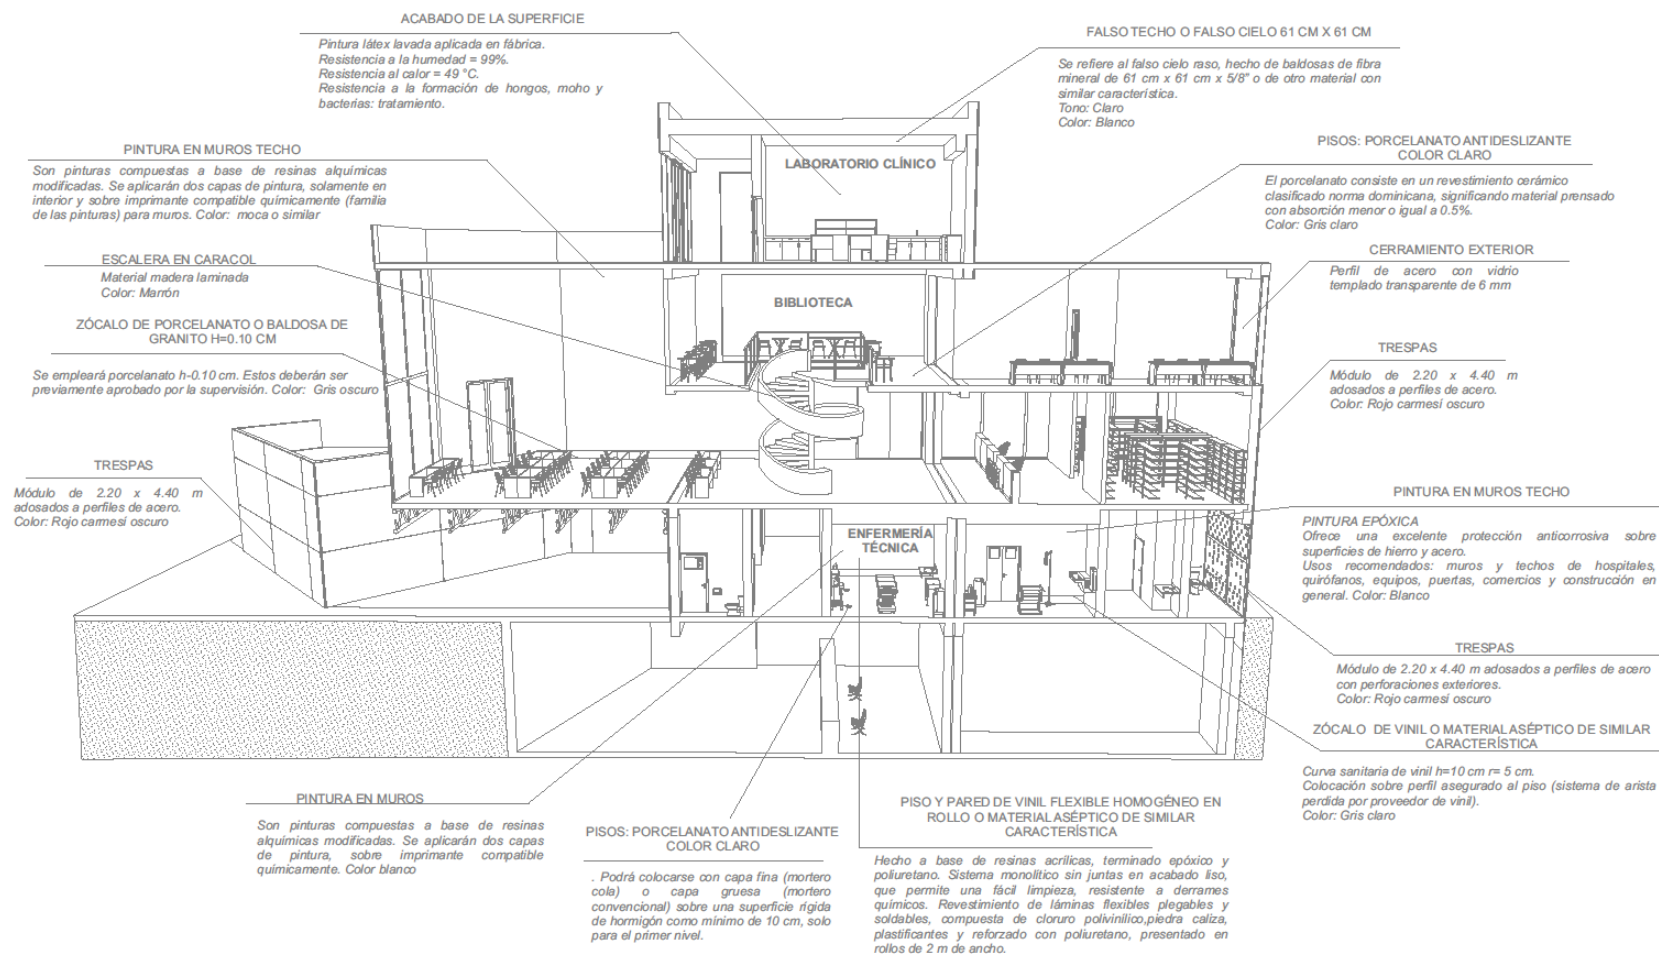 ACABADO DE LA SUPERFICIE
Pintura látex lavada aplicada en fábrica.
Resistencia a la humedad = 99%.
Resistencia al calor = 49 °C.
Resistencia a la formación de hongos, moho y
bacterias: tratamiento.
FALSO TECHO O FALSO CIELO 61 CM X 61 CM
Se refiere al falso cielo raso, hecho de baldosas de fibra
mineral de 61 cm x 61 cm x 5/8" o de otro material con
similar característica.
Tono: Claro
Color: Blanco
PINTURA EN MUROS TECHO
Son pinturas compuestas a base de resinas alquímicas
modificadas. Se aplicarán dos capas de pintura, solamente en
interior y sobre imprimante compatible químicamente (familia
de las pinturas) para muros. Color: moca o similar
LABORATORIO CLÍNICO
PISOS: PORCELANATO ANTIDESLIZANTE
COLOR CLARO
El porcelanato consiste en un revestimiento cerámico
clasificado norma dominicana, significando material prensado
con absorción menor o igual a 0.5%.
Color: Gris claro
ESCALERA EN CARACOL
Material madera laminada
Color: Marrón
CERRAMIENTO EXTERIOR
Perfil de acero con vidrio
templado transparente de 6 mm
BIBLIOTECA
ZÓCALO DE PORCELANATO O BALDOSA DE
GRANITO H=0.10 CM
Se empleará porcelanato h-0.10 cm. Estos deberán ser
previamente aprobado por la supervisión. Color: Gris oscuro
TRESPAS
Módulo de 2.20 x 4.40 m
adosados a perfiles de acero.
Color: Rojo carmesí oscuro
TRESPAS
Módulo de 2.20 x 4.40 m
adosados a perfiles de acero.
Color: Rojo carmesí oscuro
PINTURA EN MUROS TECHO
PINTURA EPÓXICA
Ofrece una excelente protección anticorrosiva sobre
superficies de hierro y acero.
Usos recomendados: muros y techos de hospitales,
quirófanos, equipos, puertas, comercios y construcción en
general. Color: Blanco
ENFERMERÍA
TÉCNICA
TRESPAS
Módulo de 2.20 x 4.40 m adosados a perfiles de acero
con perforaciones exteriores.
Color: Rojo carmesí oscuro
ZÓCALO DE VINIL O MATERIAL ASÉPTICO DE SIMILAR
CARACTERÍSTICA
Curva sanitaria de vinil h=10 cm r= 5 cm.
Colocación sobre perfil asegurado al piso (sistema de arista
perdida por proveedor de vinil).
Color: Gris claro
PINTURA EN MUROS
Son pinturas compuestas a base de resinas
alquímicas modificadas. Se aplicarán dos capas
de pintura, sobre imprimante compatible
químicamente. Color blanco
PISOS: PORCELANATO ANTIDESLIZANTE
COLOR CLARO
. Podrá colocarse con capa fina (mortero
cola) o capa gruesa (mortero
convencional) sobre una superficie rígida
de hormigón como mínimo de 10 cm, solo
para el primer nivel.
PISO Y PARED DE VINIL FLEXIBLE HOMOGÉNEO EN
ROLLO O MATERIAL ASÉPTICO DE SIMILAR
CARACTERÍSTICA
Hecho a base de resinas acrílicas, terminado epóxico y
poliuretano. Sistema monolítico sin juntas en acabado liso,
que permite una fácil limpieza, resistente a derrames
químicos. Revestimiento de láminas flexibles plegables y
soldables, compuesta de cloruro polivinílico,piedra caliza,
plastificantes y reforzado con poliuretano, presentado en
rollos de 2 m de ancho.